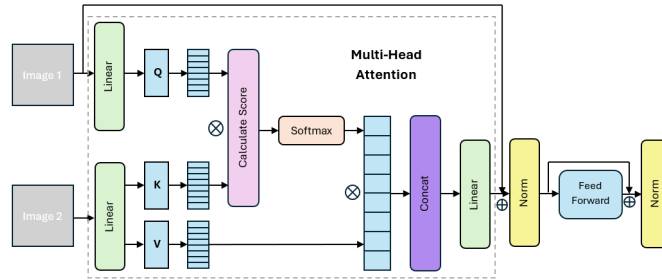 Image 1
Linear
Q
Calculate Score
Multi-Head
Attention
Softmax
Image 2
Linear
K
V
Concat
Linear
Norm
Feed
Forward
Norm